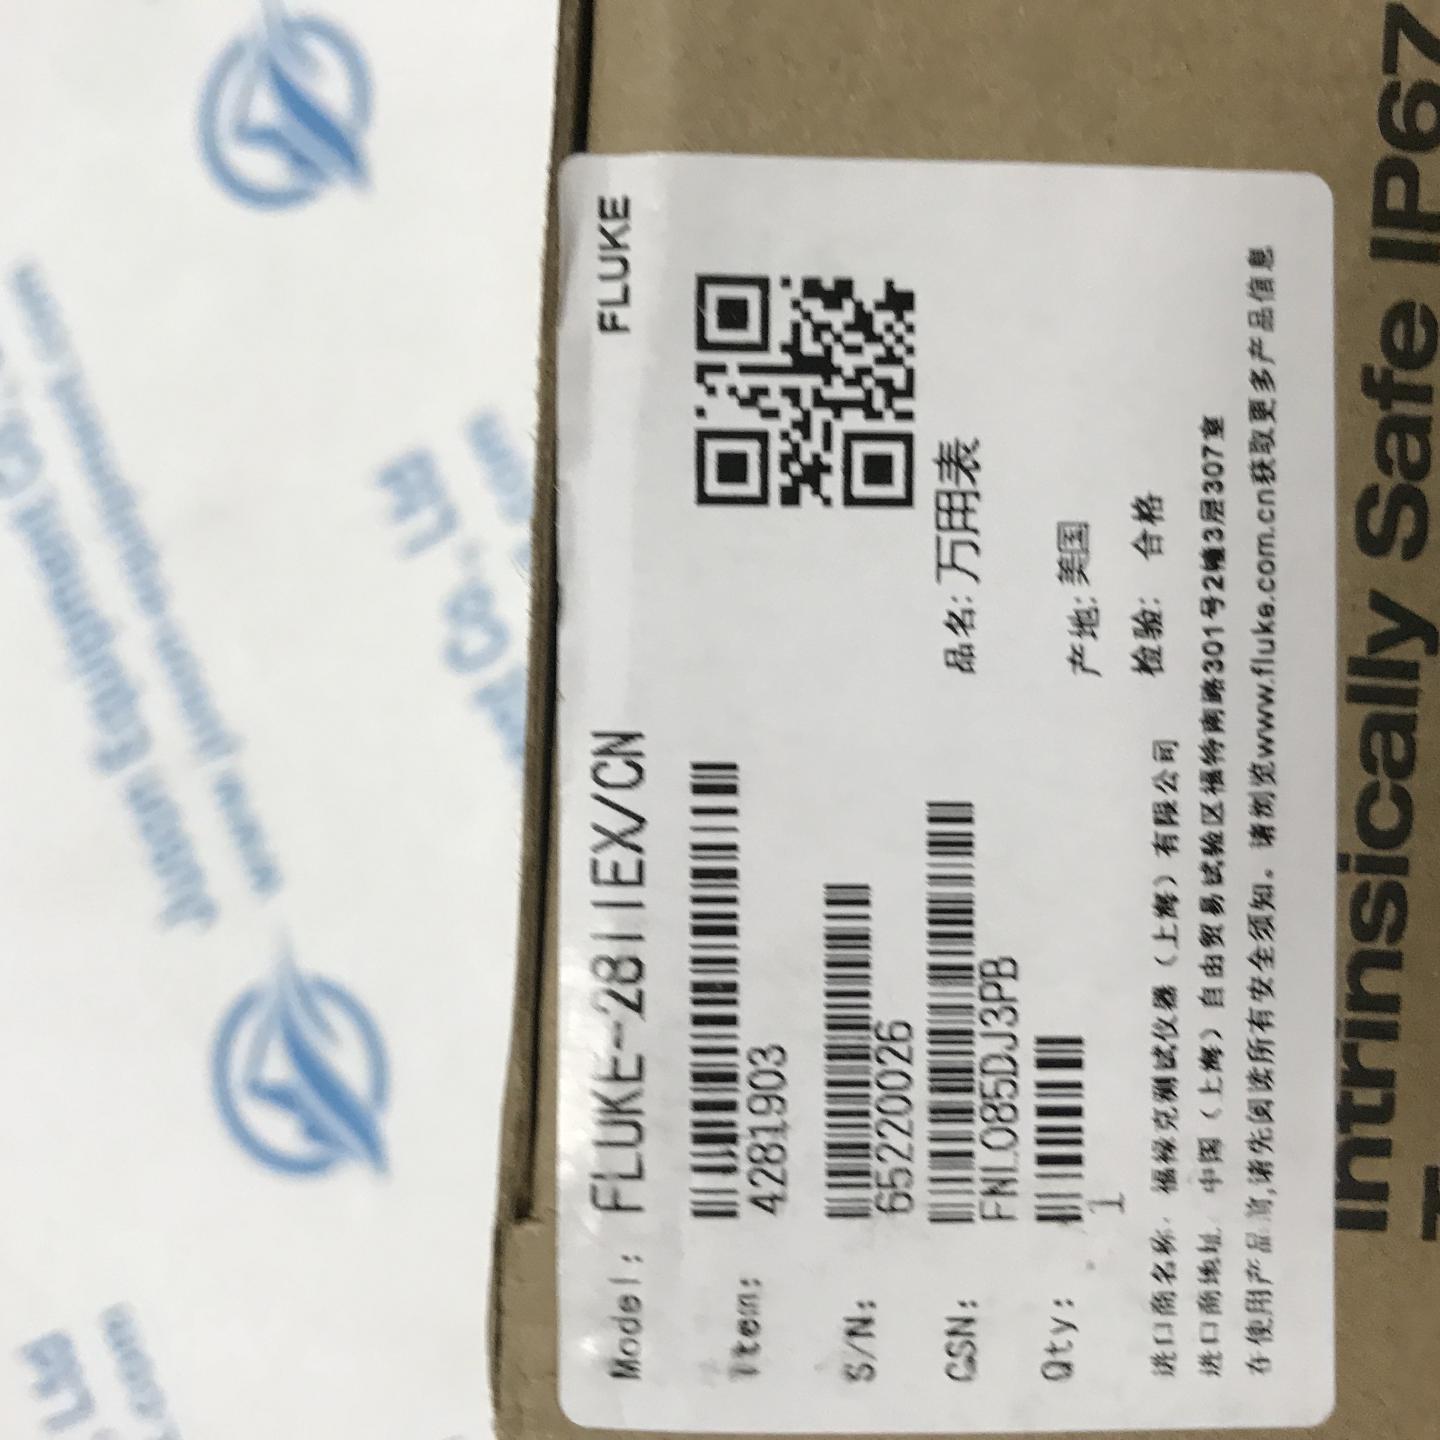 FLUKE
Model: FLUKE-28IIEX/CN
Item:
4281903
S/N:
65220026
GSN:
FNL085DJ3PB
Qty:
1
品名: 万用表
产地: 美国
检验: 合格
进口商名称: 福禄克测试仪器（上海）有限公司
进口商地址: 中国（上海）自由贸易试验区福特南路301号2幢3层307室
在使用产品前,请先阅读所有安全须知。请浏览www.fluke.com.cn获取更多产品信息
Intrinsically Safe IP67
Equipment C
Co., Lt